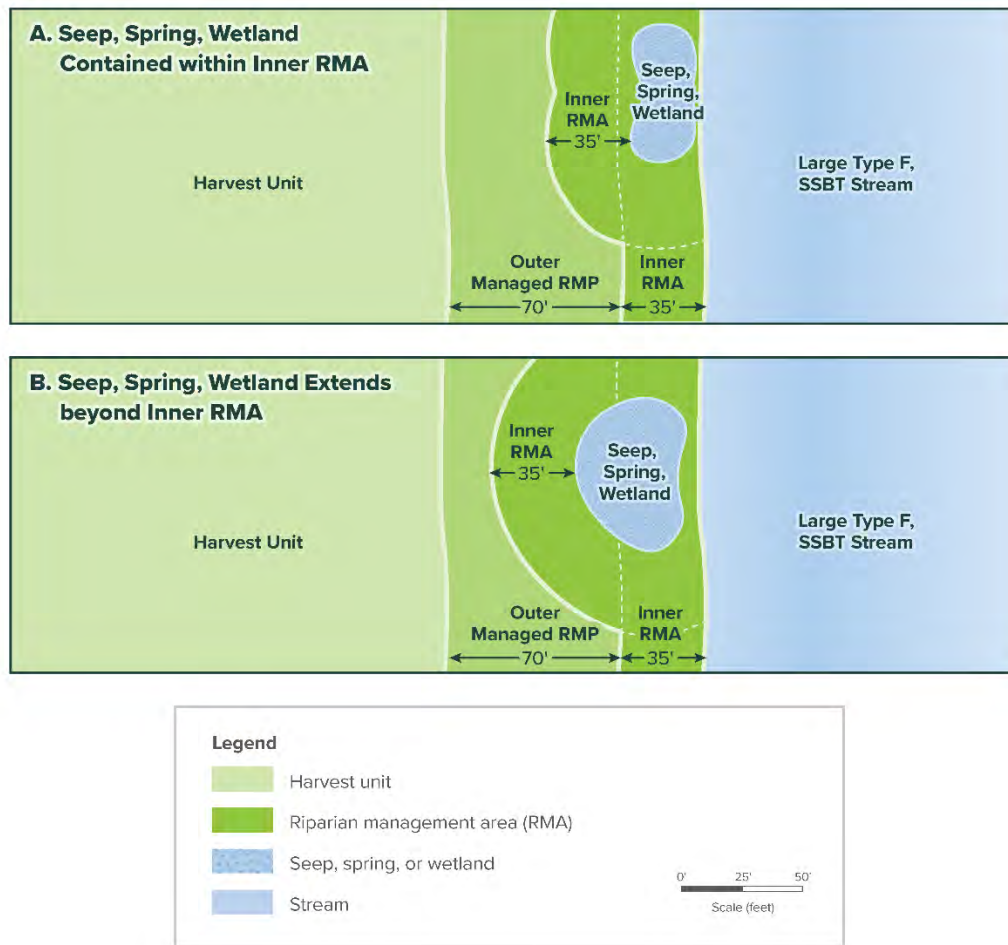 A. Seep, Spring, Wetland
Contained within Inner RMA
Seep,
Spring,
Wetland
Inner
RMA
35'
Harvest Unit
Large Type F,
SSBT Stream
Outer
Managed RMP
70'
Inner
RMA
35'
B. Seep, Spring, Wetland Extends
beyond Inner RMA
Inner
RMA
35'
Seep,
Spring,
Wetland
Harvest Unit
Large Type F,
SSBT Stream
Outer
Managed RMP
70'
Inner
RMA
35'
Legend
Harvest unit
Riparian management area (RMA)
Seep, spring, or wetland
Stream
0' 25' 50'
Scale (feet)